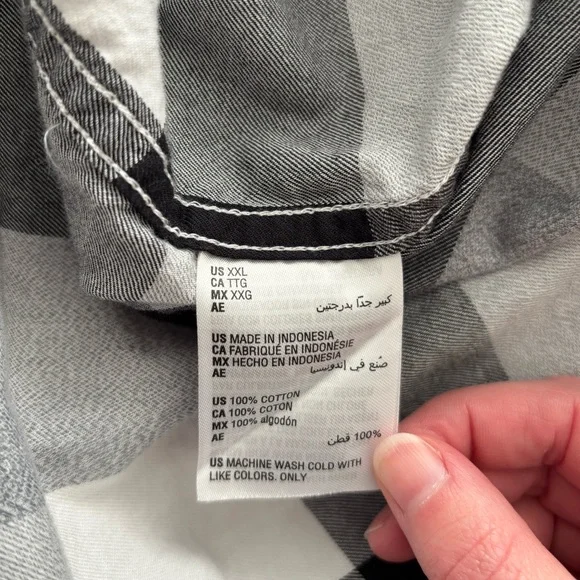 US XXL
CA TTG
MX XXG
AE كبير جدًا بدرجتين
US MADE IN INDONESIA
CA FABRIQUÉ EN INDONÉSIE
MX HECHO EN INDONESIA
AE صُنع في إندونيسيا
US 100% COTTON
CA 100% COTON
MX 100% algodón
AE 100% قطن
US MACHINE WASH COLD WITH
LIKE COLORS. ONLY